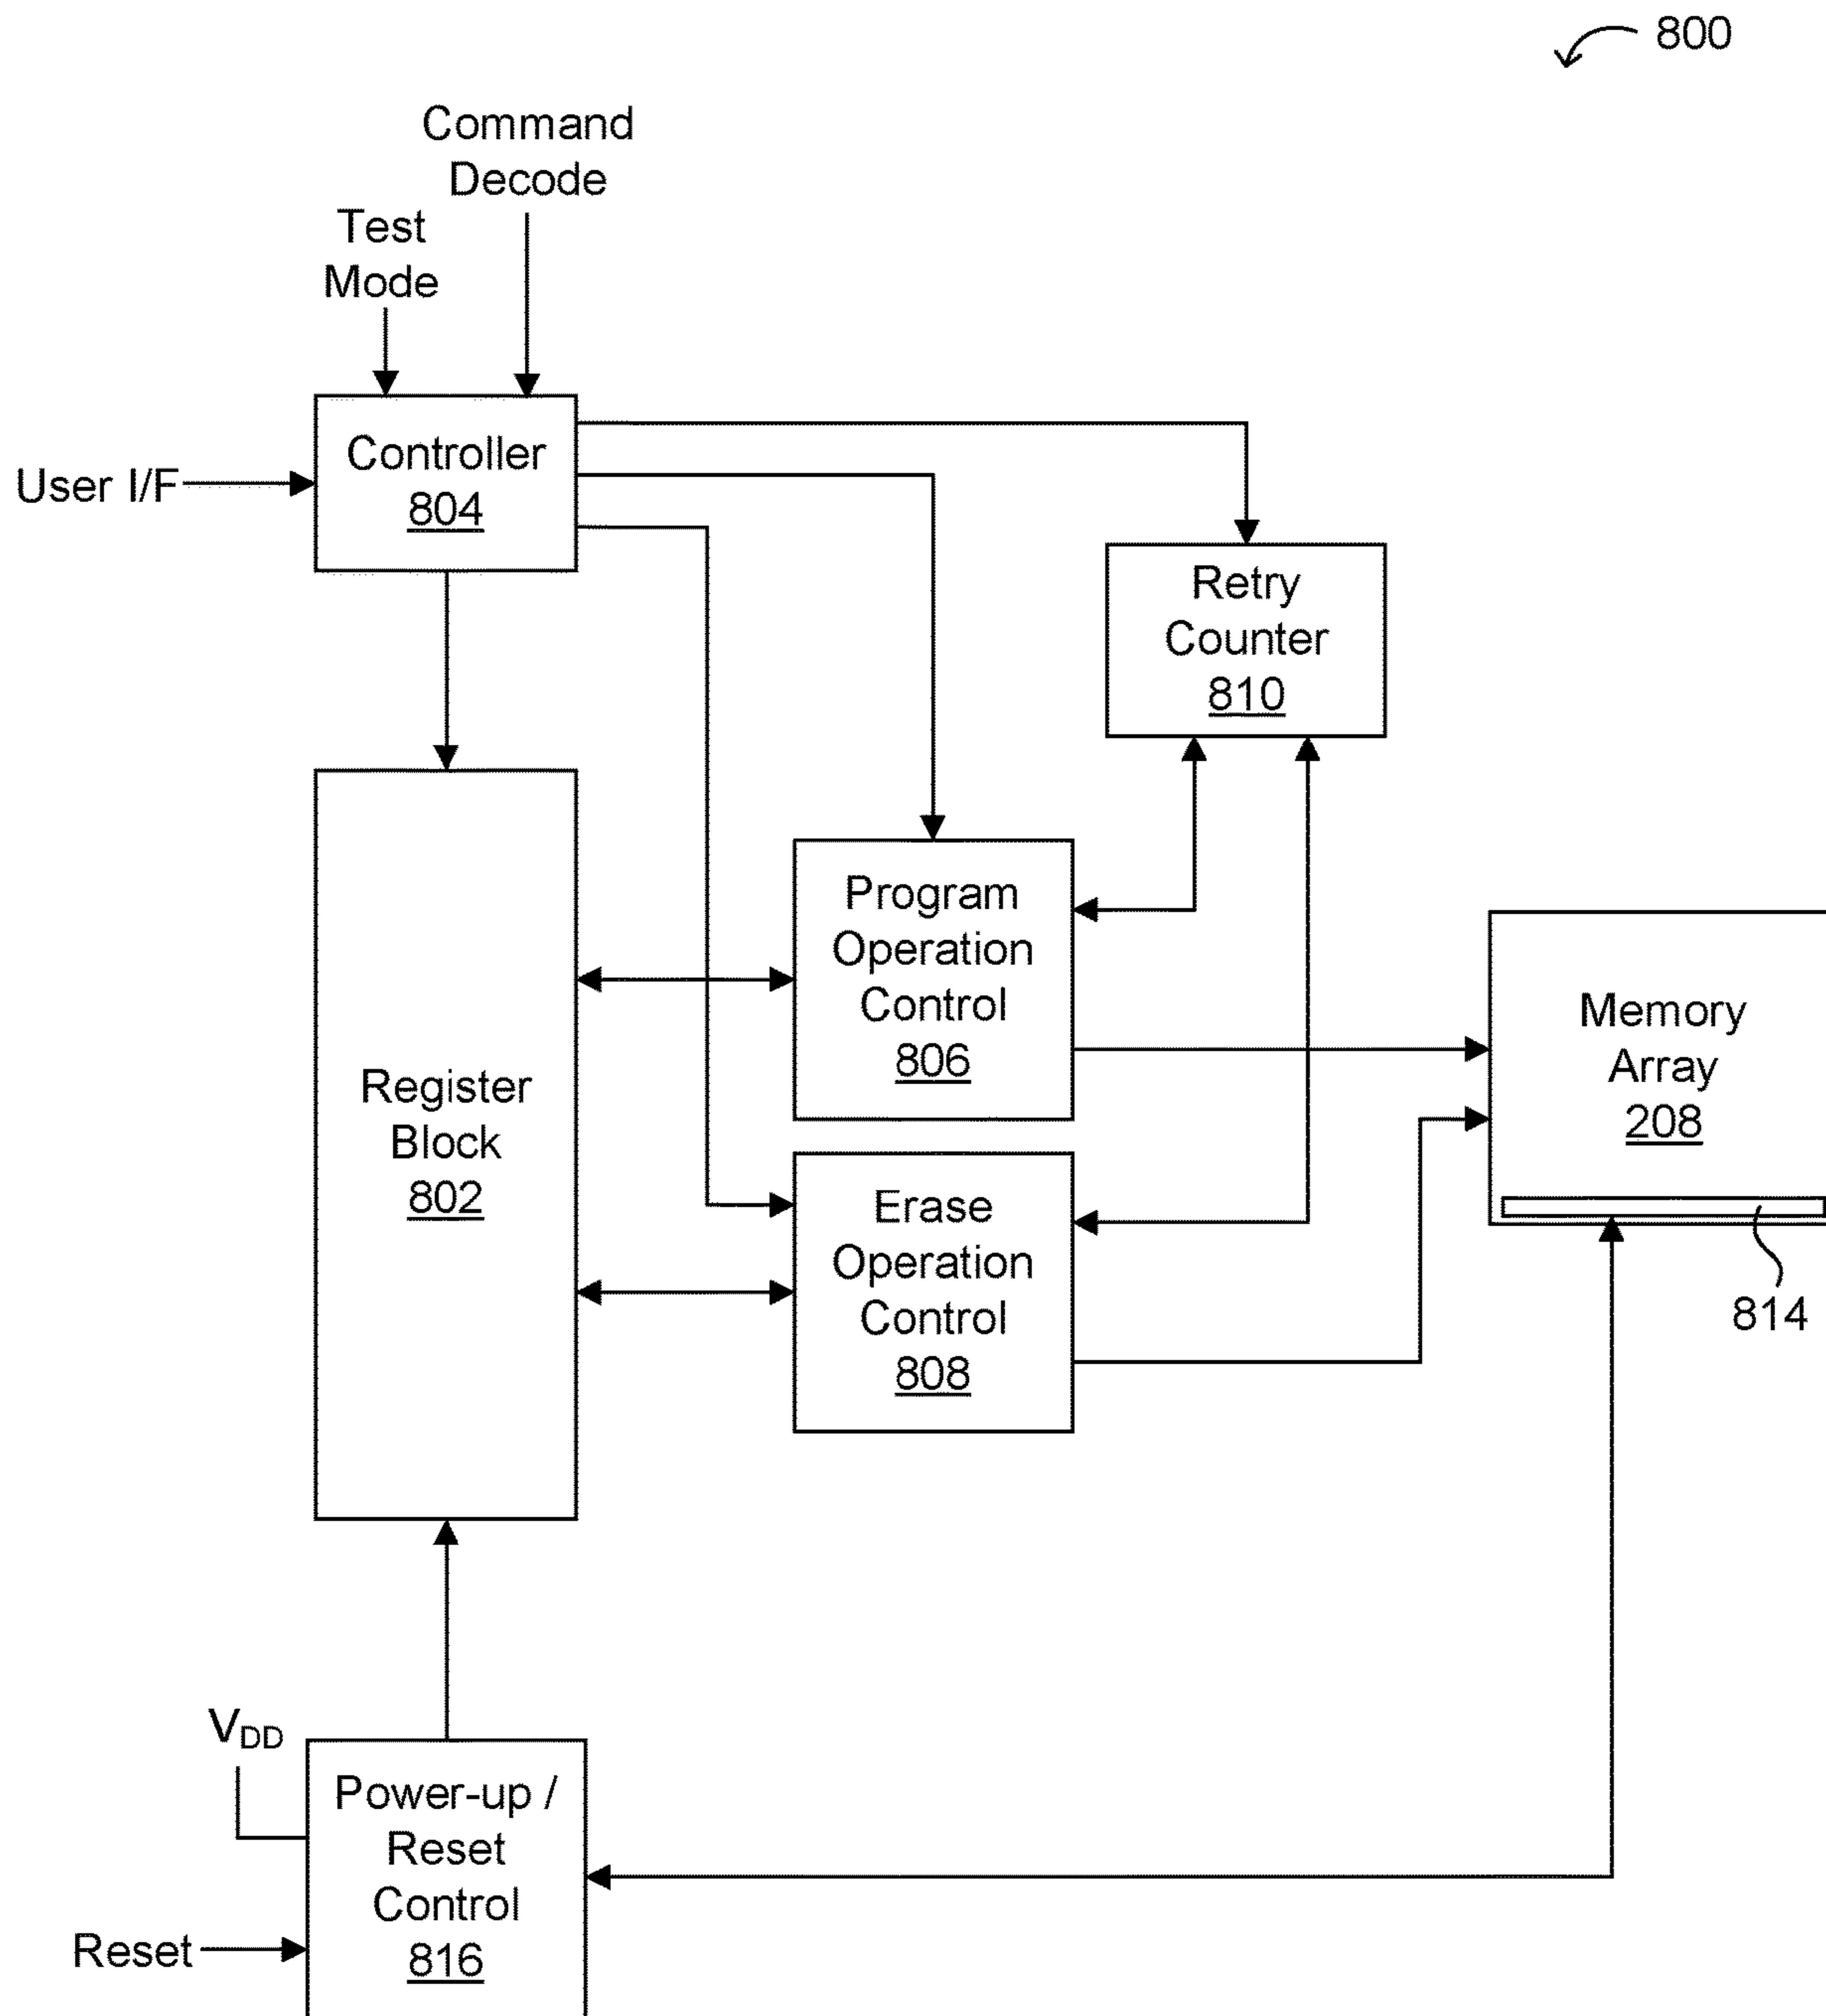 800
Command
Decode
Test
Mode
Controller
804
User I/F
Retry
Counter
810
Program
Operation
Control
806
Memory
Array
208
Register
Block
802
Erase
Operation
Control
808
814
VDD
Power-up /
Reset
Control
816
Reset